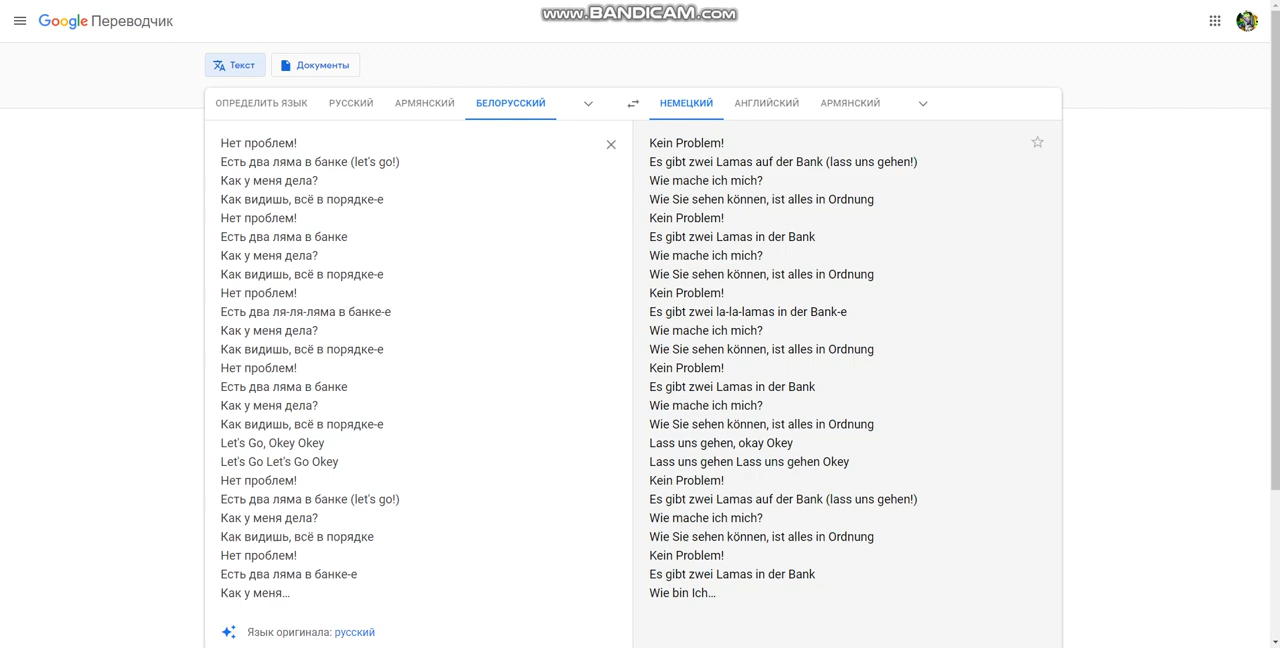 www.BANDICAM.com
Google Переводчик
Текст
Документы
ОПРЕДЕЛИТЬ ЯЗЫК РУССКИЙ АРМЯНСКИЙ БЕЛОРУССКИЙ
НЕМЕЦКИЙ АНГЛИЙСКИЙ АРМЯНСКИЙ
Нет проблем!
Есть два ляма в банке (let's go!)
Как у меня дела?
Как видишь, всё в порядке-е
Нет проблем!
Есть два ляма в банке
Как у меня дела?
Как видишь, всё в порядке-е
Нет проблем!
Есть два ля-ля-ляма в банке-е
Как у меня дела?
Как видишь, всё в порядке-е
Нет проблем!
Есть два ляма в банке
Как у меня дела?
Как видишь, всё в порядке-е
Let's Go, Okey Okey
Let's Go Let's Go Okey
Нет проблем!
Есть два ляма в банке (let's go!)
Как у меня дела?
Как видишь, всё в порядке
Нет проблем!
Есть два ляма в банке-е
Как у меня...
Язык оригинала: русский
Kein Problem!
Es gibt zwei Lamas auf der Bank (lass uns gehen!)
Wie mache ich mich?
Wie Sie sehen können, ist alles in Ordnung
Kein Problem!
Es gibt zwei Lamas in der Bank
Wie mache ich mich?
Wie Sie sehen können, ist alles in Ordnung
Kein Problem!
Es gibt zwei la-la-lamas in der Bank-e
Wie mache ich mich?
Wie Sie sehen können, ist alles in Ordnung
Kein Problem!
Es gibt zwei Lamas in der Bank
Wie mache ich mich?
Wie Sie sehen können, ist alles in Ordnung
Lass uns gehen, okay Okey
Lass uns gehen Lass uns gehen Okey
Kein Problem!
Es gibt zwei Lamas auf der Bank (lass uns gehen!)
Wie mache ich mich?
Wie Sie sehen können, ist alles in Ordnung
Kein Problem!
Es gibt zwei Lamas in der Bank
Wie bin Ich...